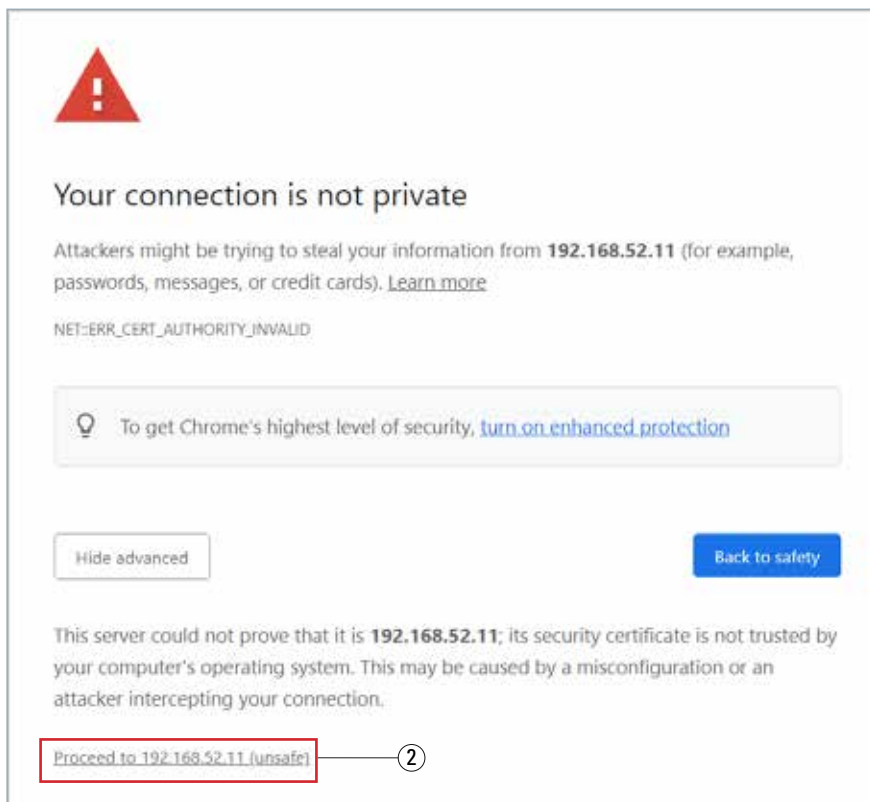 Your connection is not private
Attackers might be trying to steal your information from 192.168.52.11 (for example,
passwords, messages, or credit cards). Learn more
NET::ERR_CERT_AUTHORITY_INVALID
To get Chrome's highest level of security, turn on enhanced protection
Hide advanced
Back to safety
This server could not prove that it is 192.168.52.11; its security certificate is not trusted by
your computer's operating system. This may be caused by a misconfiguration or an
attacker intercepting your connection.
Proceed to 192.168.52.11 (unsafe) ②